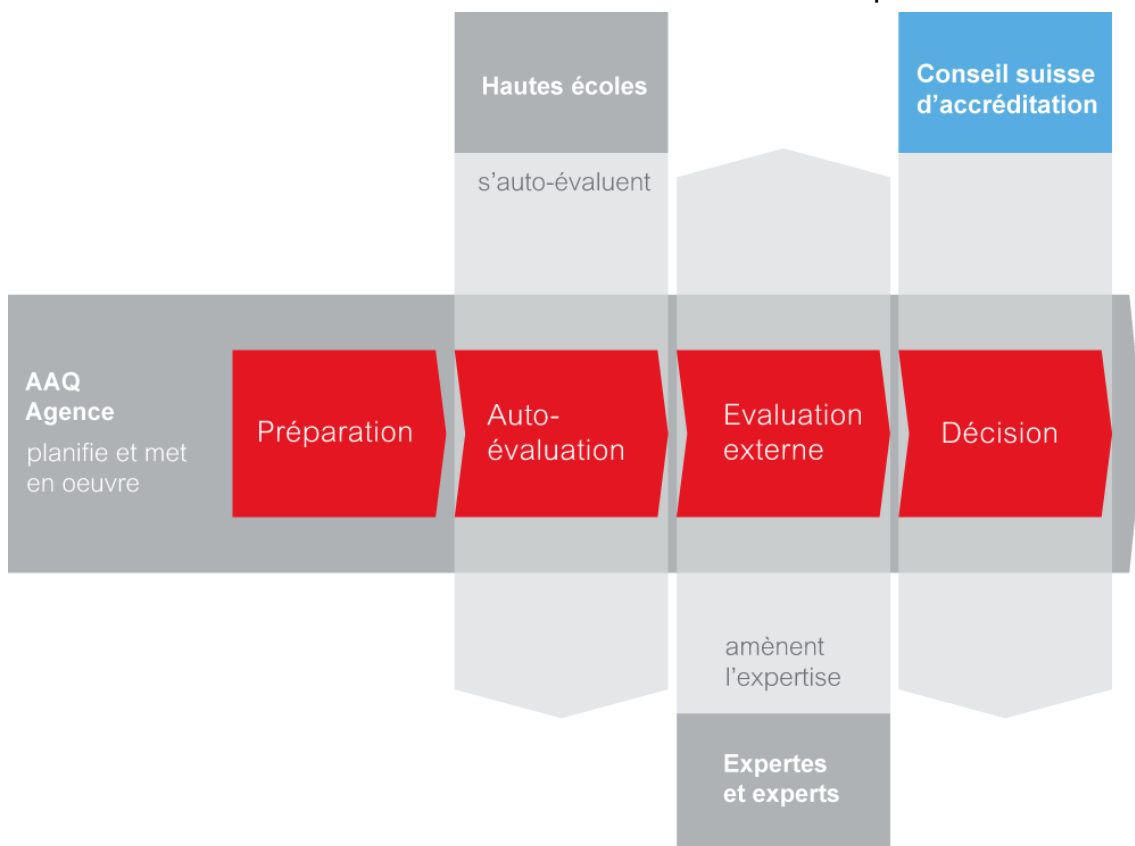 Hautes écoles
Conseil suisse
d'accréditation
s'auto-évaluent
AAQ
Agence
planifie et met
en oeuvre
Préparation
Auto-
évaluation
Evaluation
externe
Décision
amènent
l'expertise
Expertes
et experts